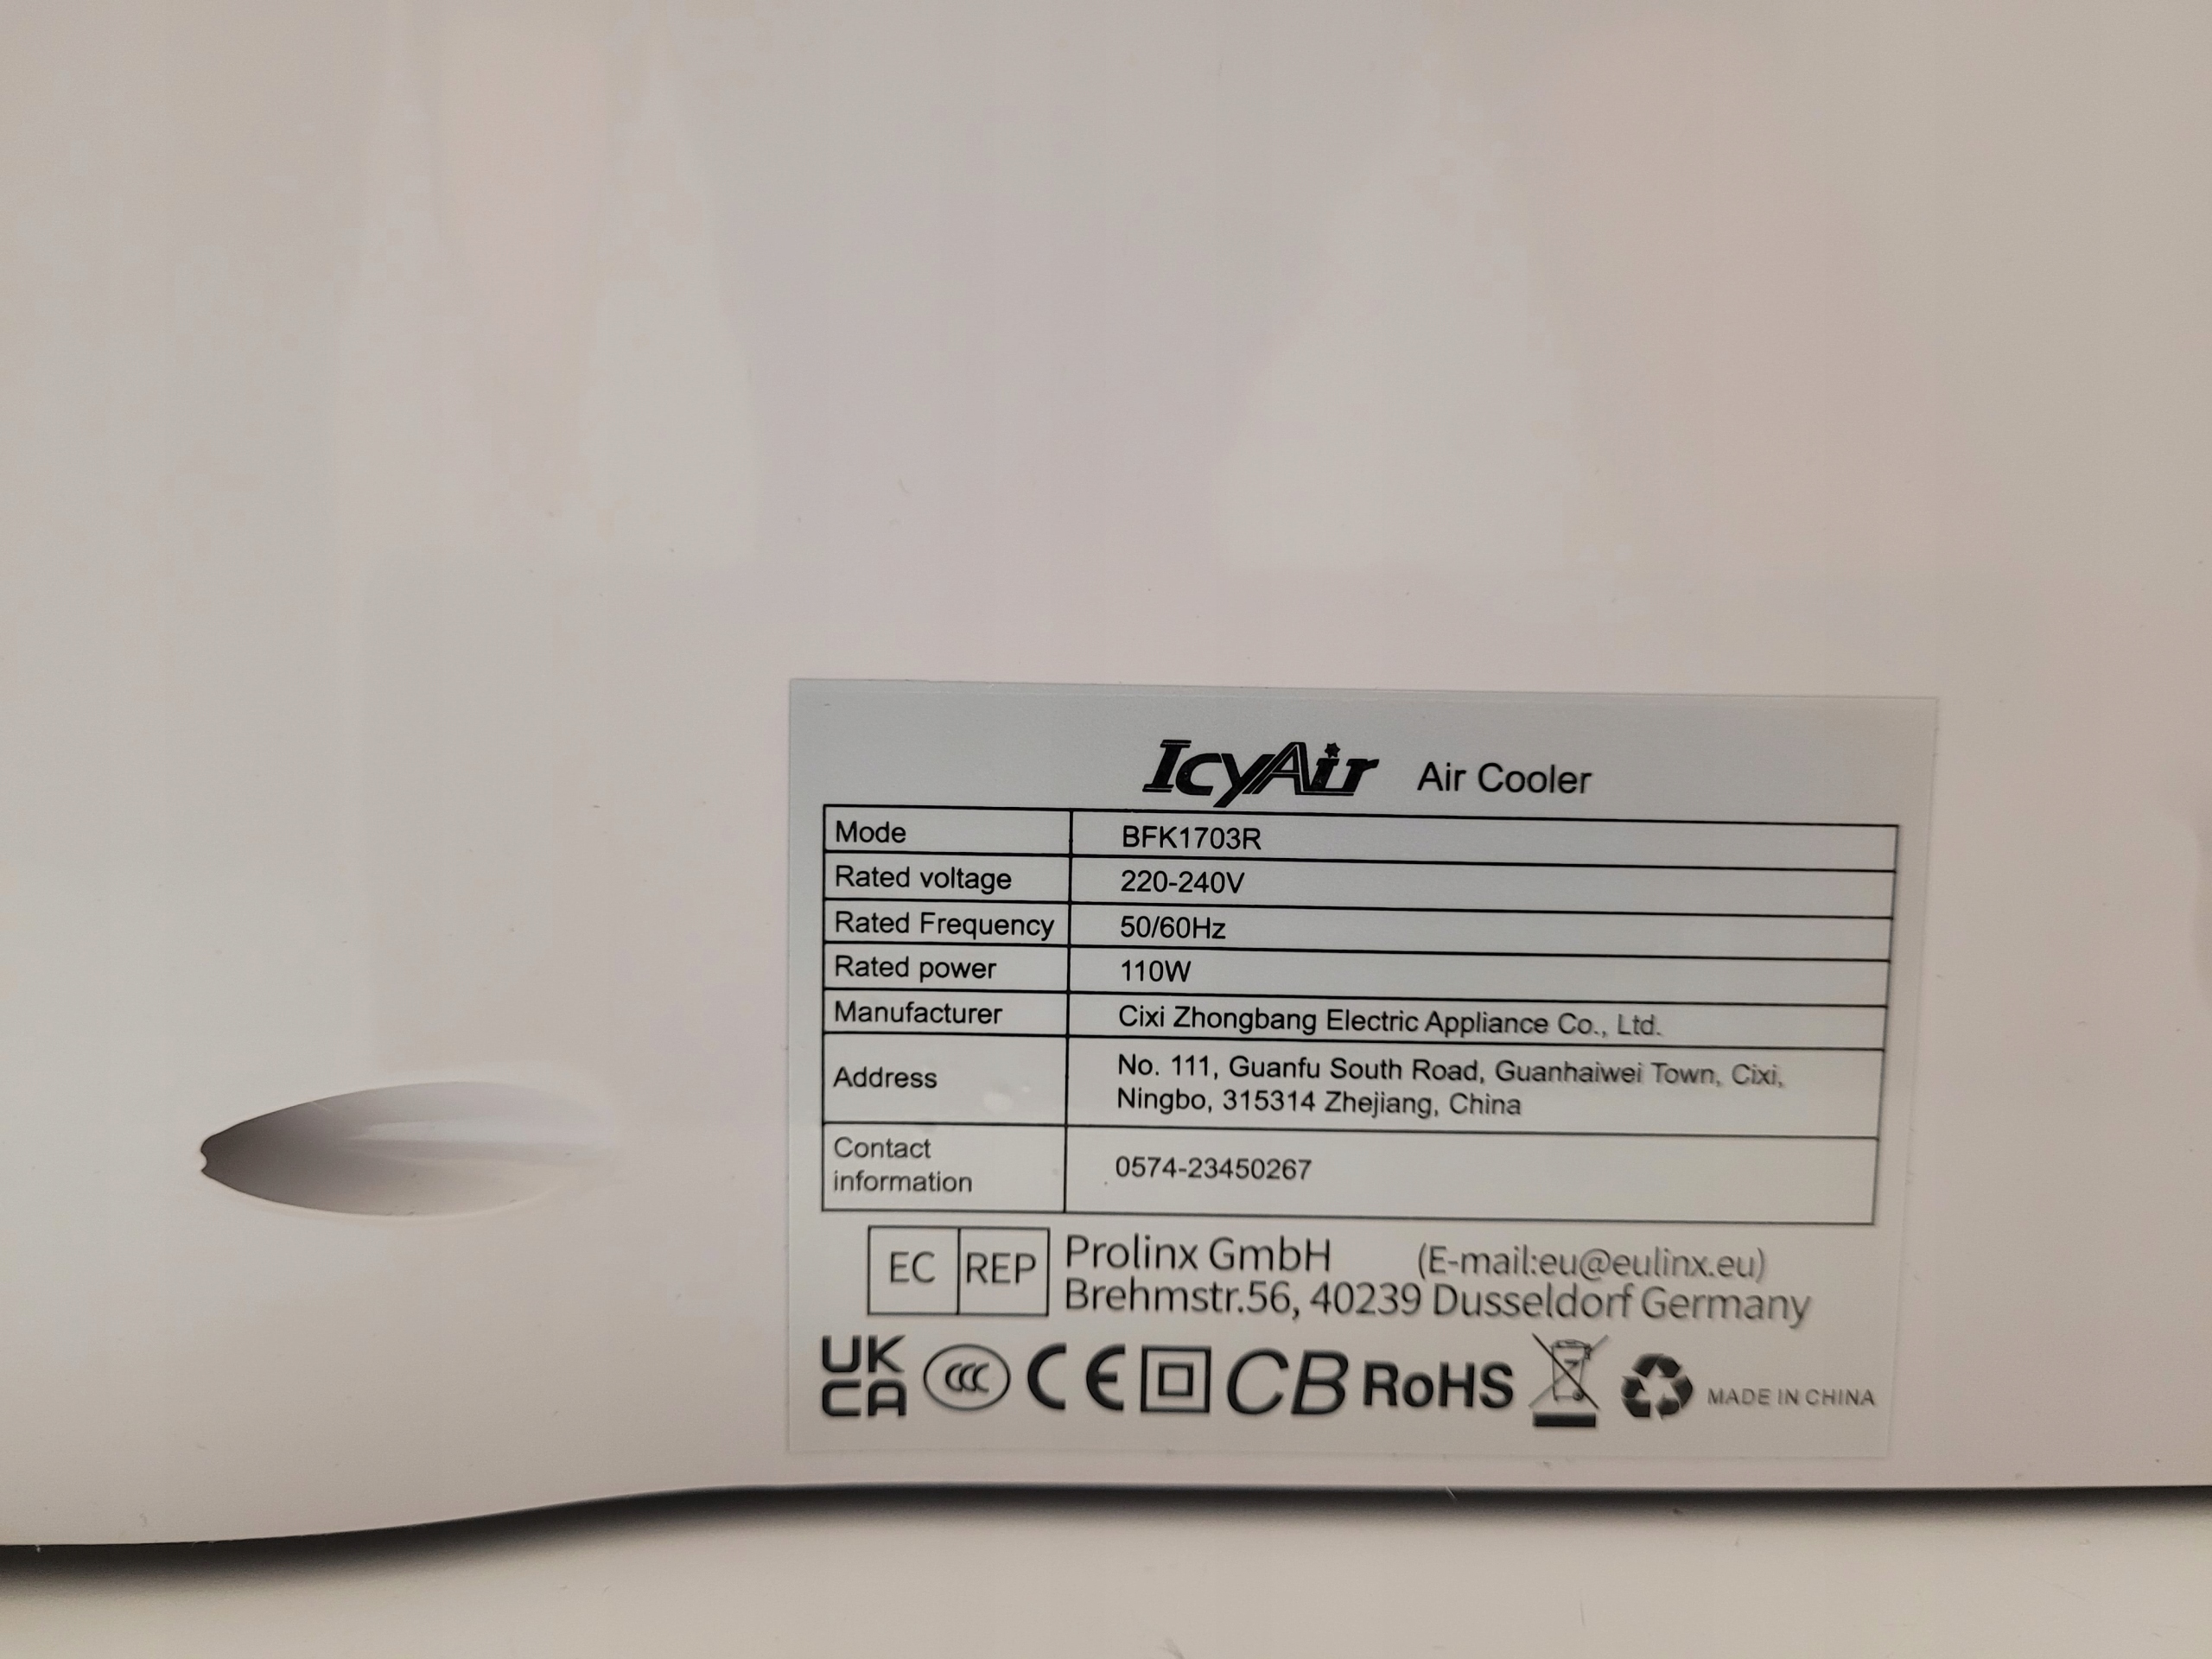 IcyAir Air Cooler
Mode BFK1703R
Rated voltage 220-240V
Rated Frequency 50/60Hz
Rated power 110W
Manufacturer Cixi Zhongbang Electric Appliance Co., Ltd.
Address No. 111, Guanfu South Road, Guanhaiwei Town, Cixi,
Ningbo, 315314 Zhejiang, China
Contact
information 0574-23450267
EC REP Prolinx GmbH (E-mail:eu@eulinx.eu)
Brehmstr.56, 40239 Dusseldorf Germany
UK
CA CCC CE CB RoHS MADE IN CHINA